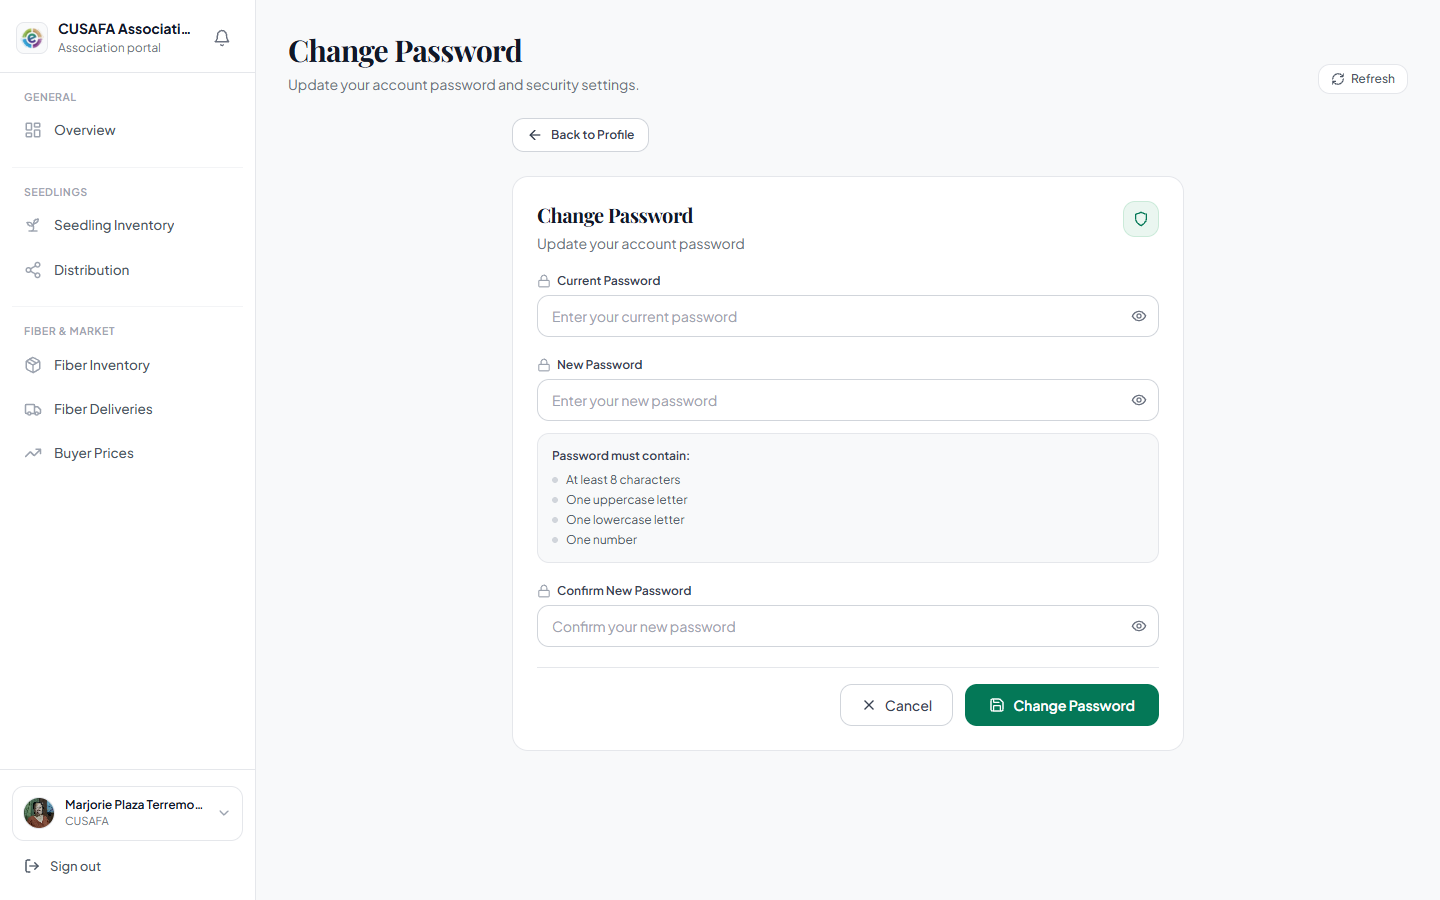 CUSAFA Associati...
Association portal
GENERAL
Overview
SEEDLINGS
Seedling Inventory
Distribution
FIBER & MARKET
Fiber Inventory
Fiber Deliveries
Buyer Prices
Marjorie Plaza Terremo...
CUSAFA
Sign out
Change Password
Update your account password and security settings.
Refresh
Back to Profile
Change Password
Update your account password
Current Password
Enter your current password
New Password
Enter your new password
Password must contain:
At least 8 characters
One uppercase letter
One lowercase letter
One number
Confirm New Password
Confirm your new password
Cancel
Change Password